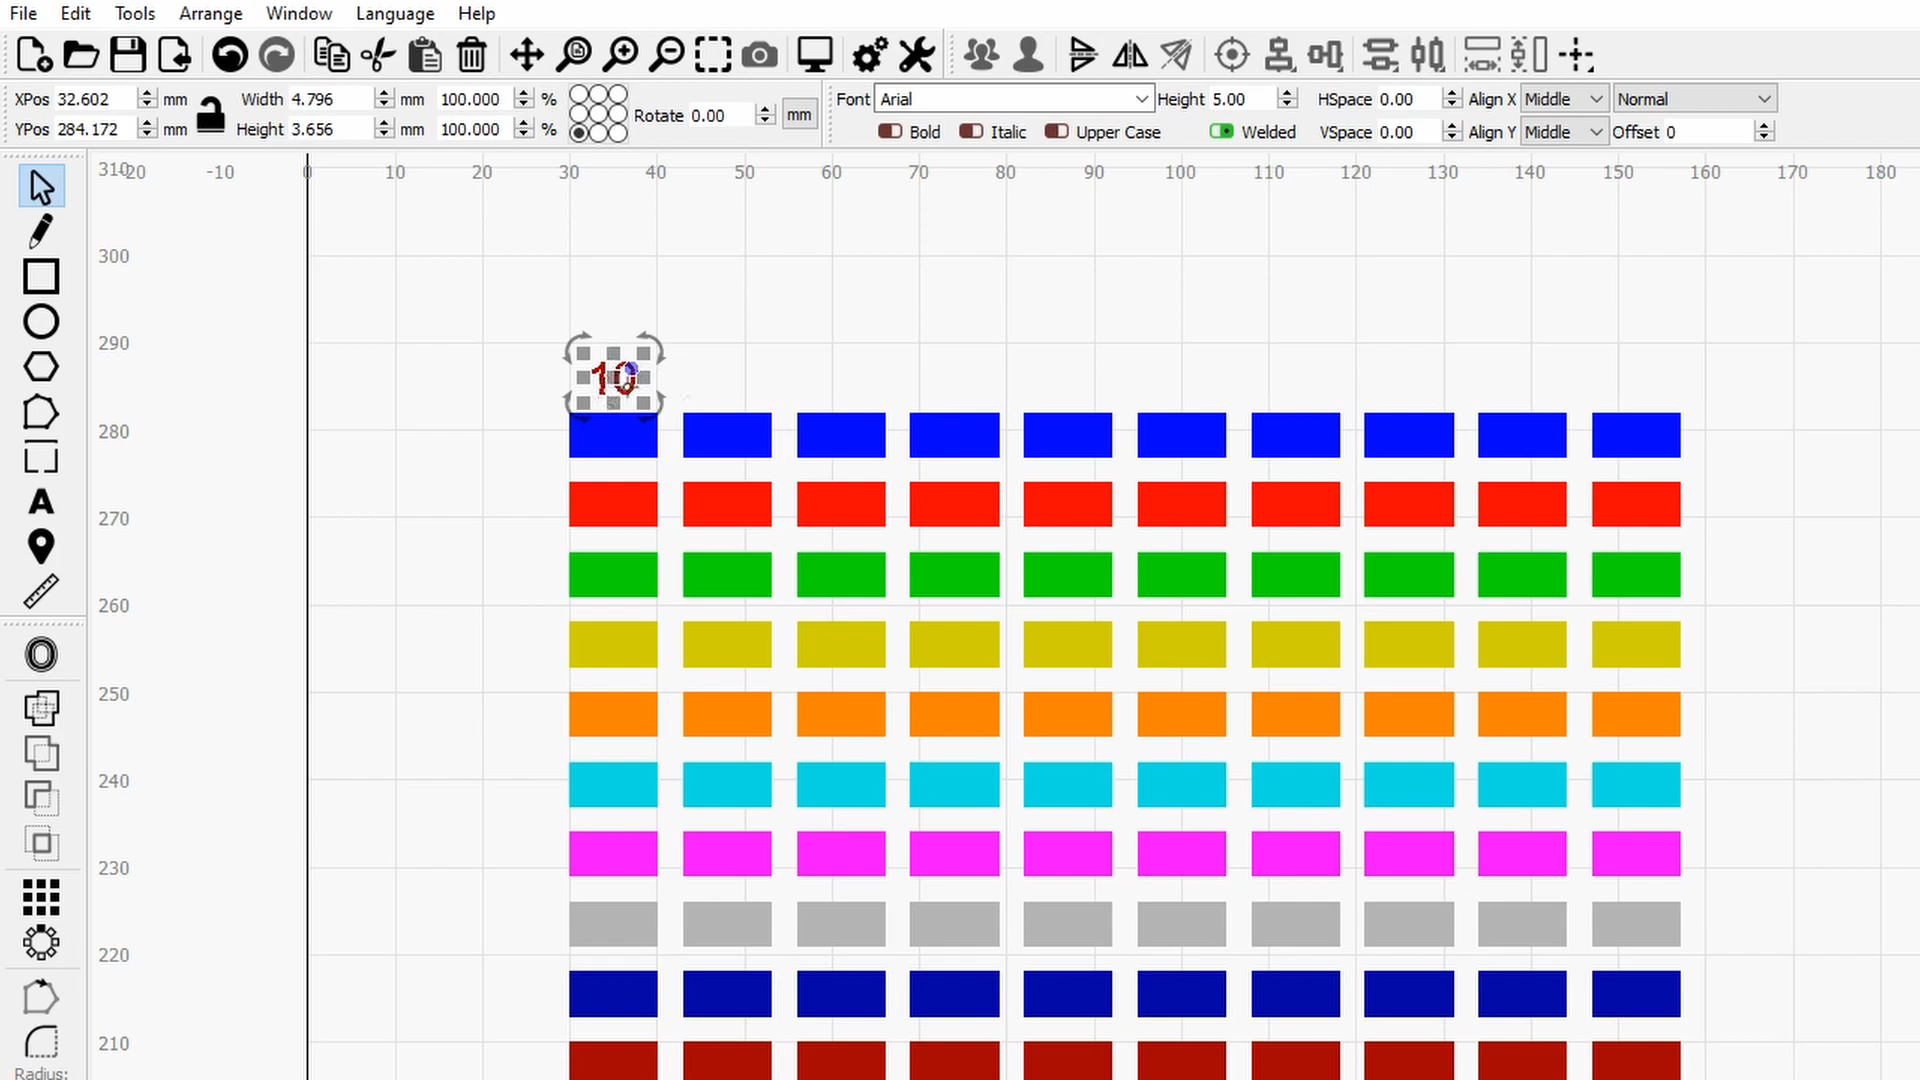 File Edit Tools Arrange Window Language Help
XPos 32.602 mm Width 4.796 mm 100.000 % Rotate 0.00 mm Font Arial Height 5.00 HSpace 0.00 Align X Middle Normal
YPos 284.172 mm Height 3.656 mm 100.000 % Bold Italic Upper Case Welded VSpace 0.00 Align Y Middle Offset 0
310 -20 -10 0 10 20 30 40 50 60 70 80 90 100 110 120 130 140 150 160 170 180
300
290
10
280
270
260
250
240
230
220
210
A
Radius: